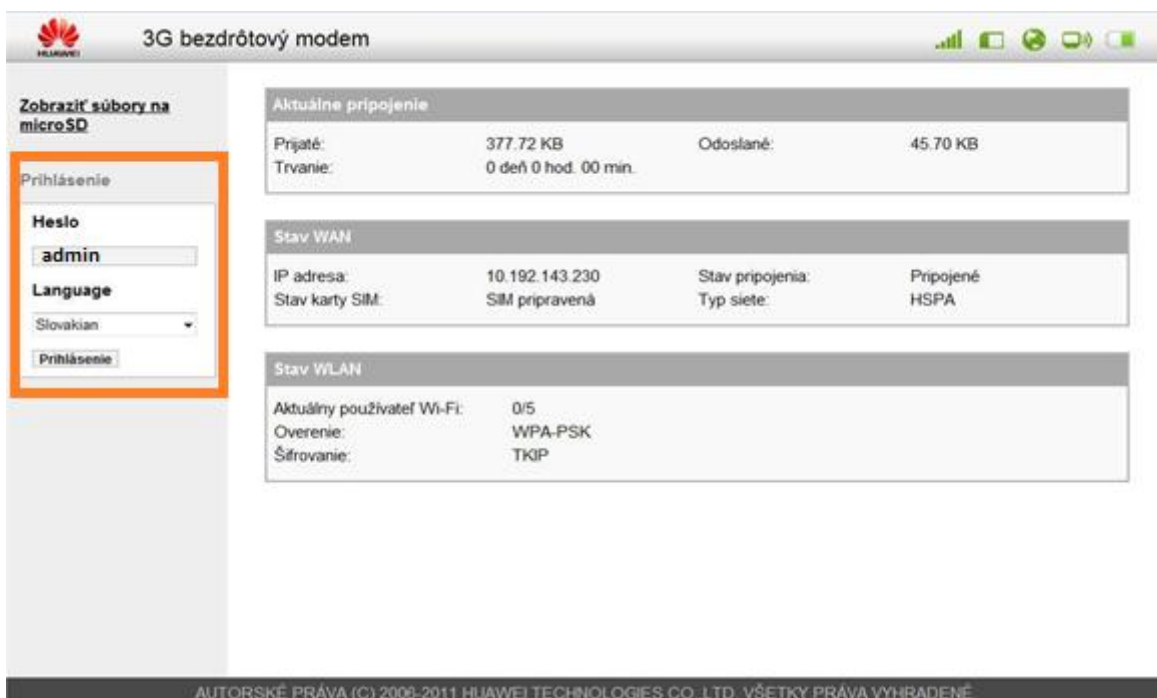 HUAWEI
3G bezdrôtový modem
Zobraziť súbory na
microSD
Prihlásenie
Heslo
admin
Language
Slovakian
Prihlásenie
Aktuálne pripojenie
Prijaté: 377.72 KB Odoslané: 45.70 KB
Trvanie: 0 deň 0 hod. 00 min.
Stav WAN
IP adresa: 10.192.143.230 Stav pripojenia: Pripojené
Stav karty SIM: SIM pripravená Typ siete: HSPA
Stav WLAN
Aktuálny používateľ Wi-Fi: 0/5
Overenie: WPA-PSK
Šifrovanie: TKIP
AUTORSKÉ PRÁVA (C) 2006-2011 HUAWEI TECHNOLOGIES CO. LTD. VŠETKY PRÁVA VYHRADENÉ